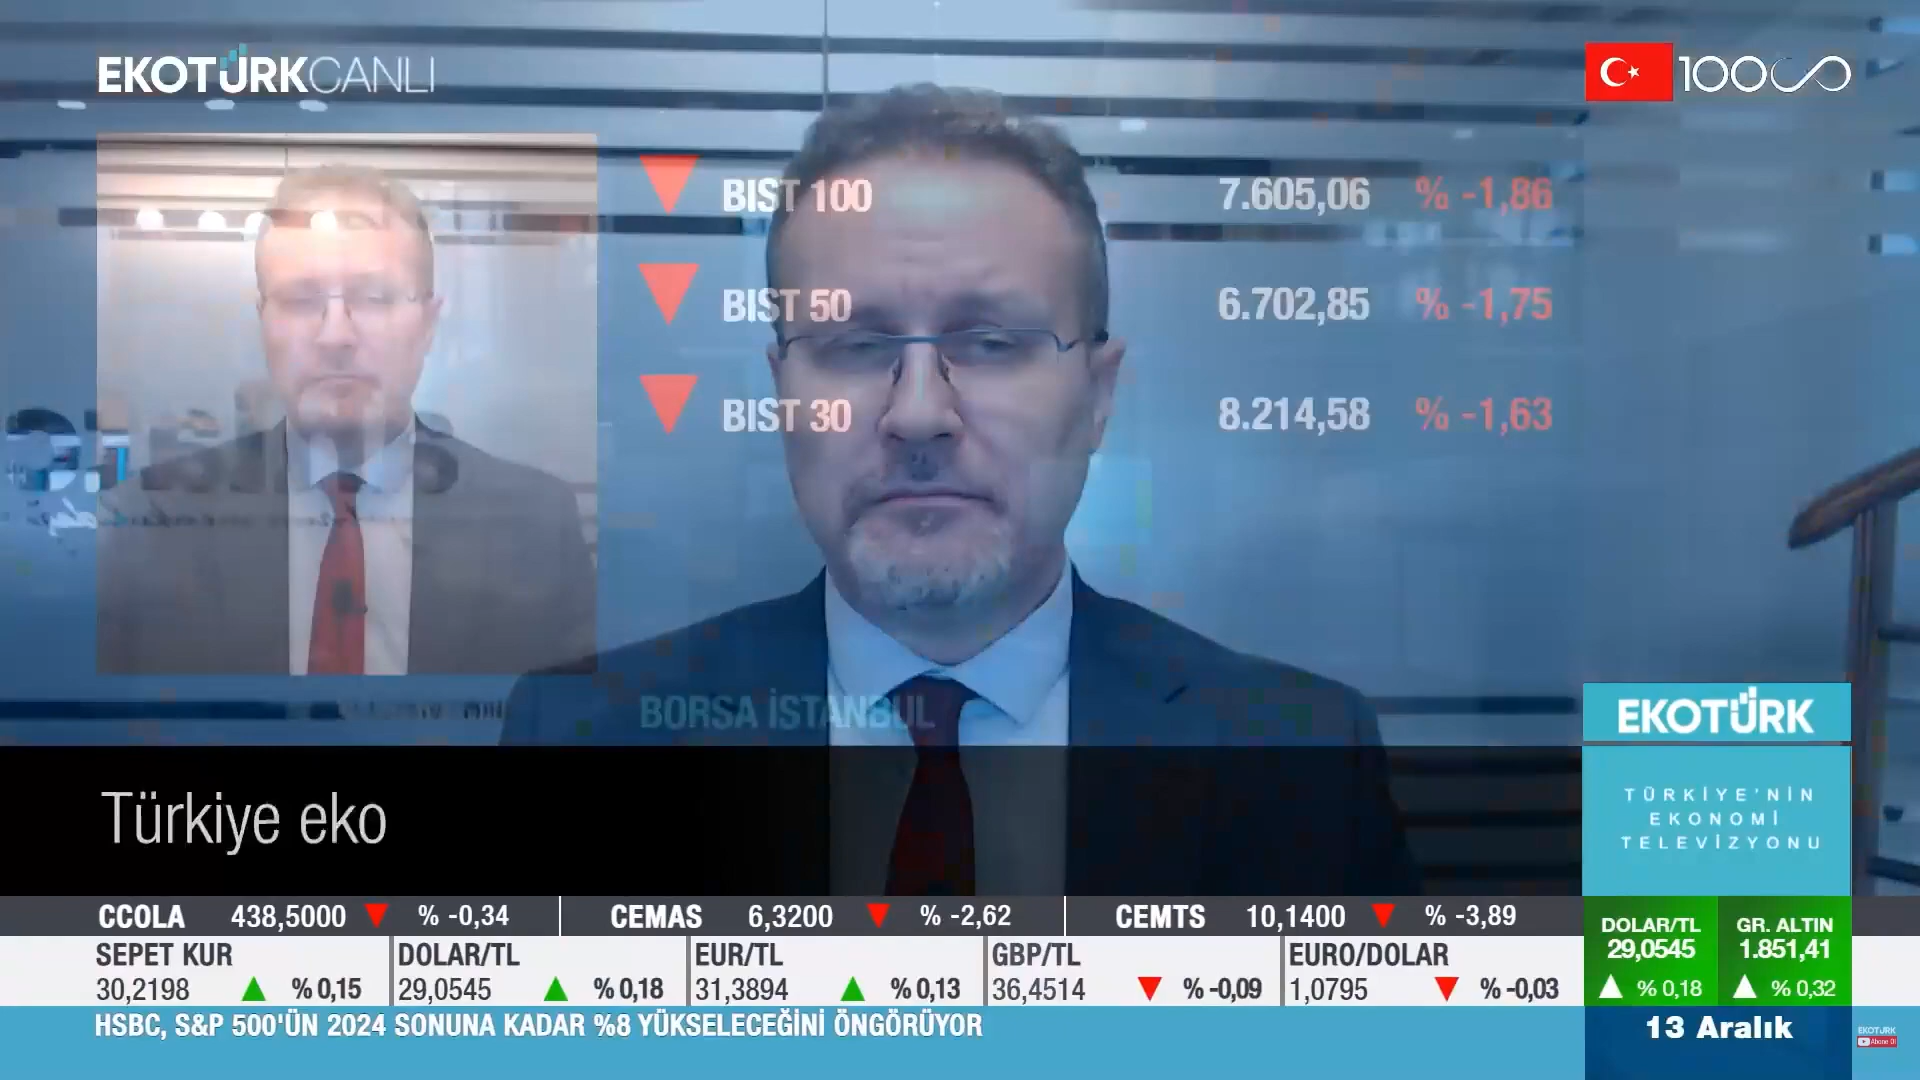 EKOTÜRKCANLI
100
BIST 100 7.605,06 % -1,86
BIST 50 6.702,85 % -1,75
BIST 30 8.214,58 % -1,63
BORSA İSTANBUL
EKOTÜRK
TÜRKİYE'NİN
EKONOMİ
TELEVİZYONU
Türkiye eko
CCOLA 438,5000 % -0,34 CEMAS 6,3200 % -2,62 CEMTS 10,1400 % -3,89
SEPET KUR DOLAR/TL EUR/TL GBP/TL EURO/DOLAR
30,2198 % 0,15 29,0545 % 0,18 31,3894 % 0,13 36,4514 % -0,09 1,0795 % -0,03
DOLAR/TL GR. ALTIN
29,0545 1.851,41
% 0,18 % 0,32
HSBC, S&P 500'ÜN 2024 SONUNA KADAR %8 YÜKSELECEĞİNİ ÖNGÖRÜYOR
13 Aralık
EKOTÜRK
Abone Ol